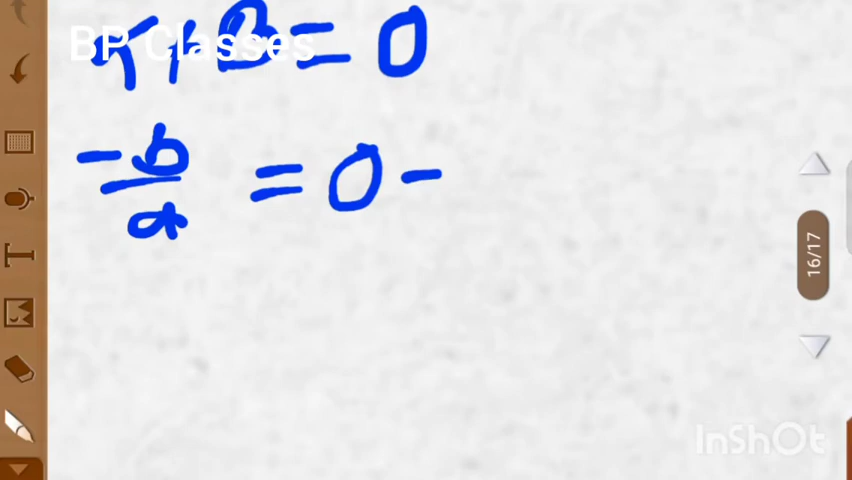 BP Classes
+ B = 0
-b/a = 0 -
16/17
T
InShOt